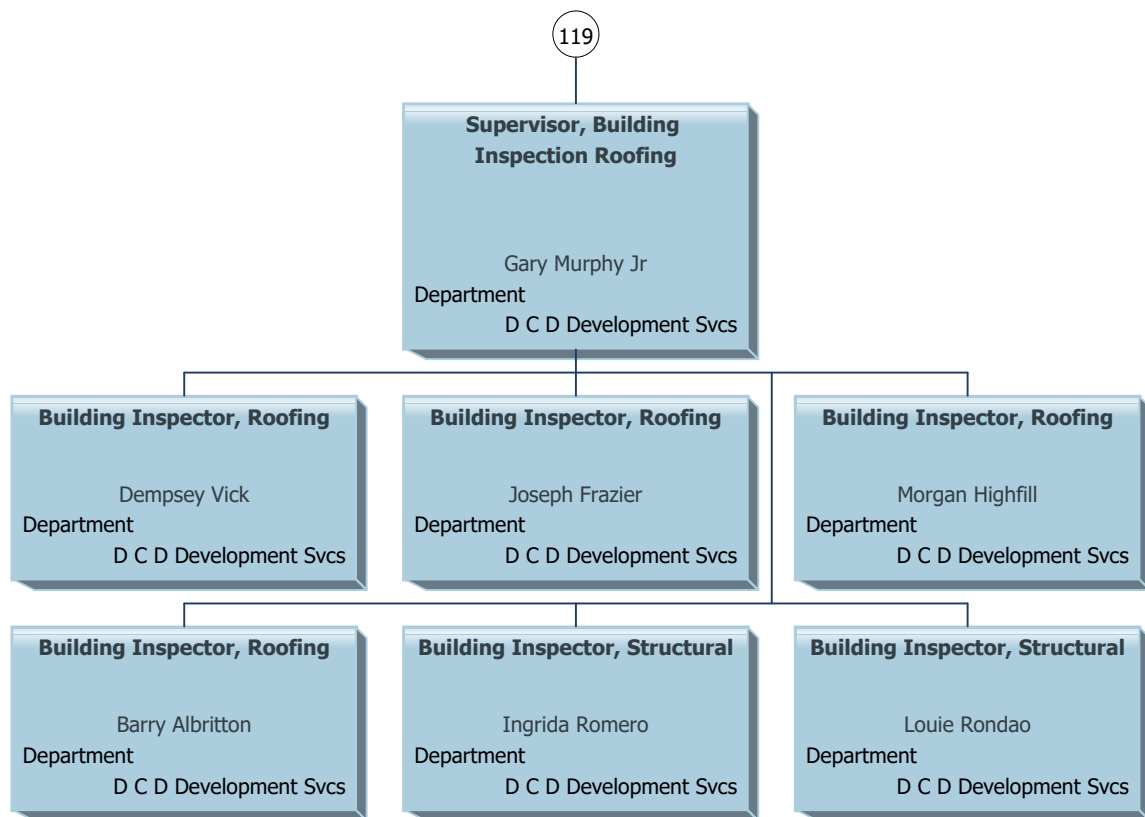 119
Supervisor, Building
Inspection Roofing
Gary Murphy Jr
Department
D C D Development Svcs
Building Inspector, Roofing
Dempsey Vick
Department
D C D Development Svcs
Building Inspector, Roofing
Joseph Frazier
Department
D C D Development Svcs
Building Inspector, Roofing
Morgan Highfill
Department
D C D Development Svcs
Building Inspector, Roofing
Barry Albritton
Department
D C D Development Svcs
Building Inspector, Structural
Ingrida Romero
Department
D C D Development Svcs
Building Inspector, Structural
Louie Rondao
Department
D C D Development Svcs